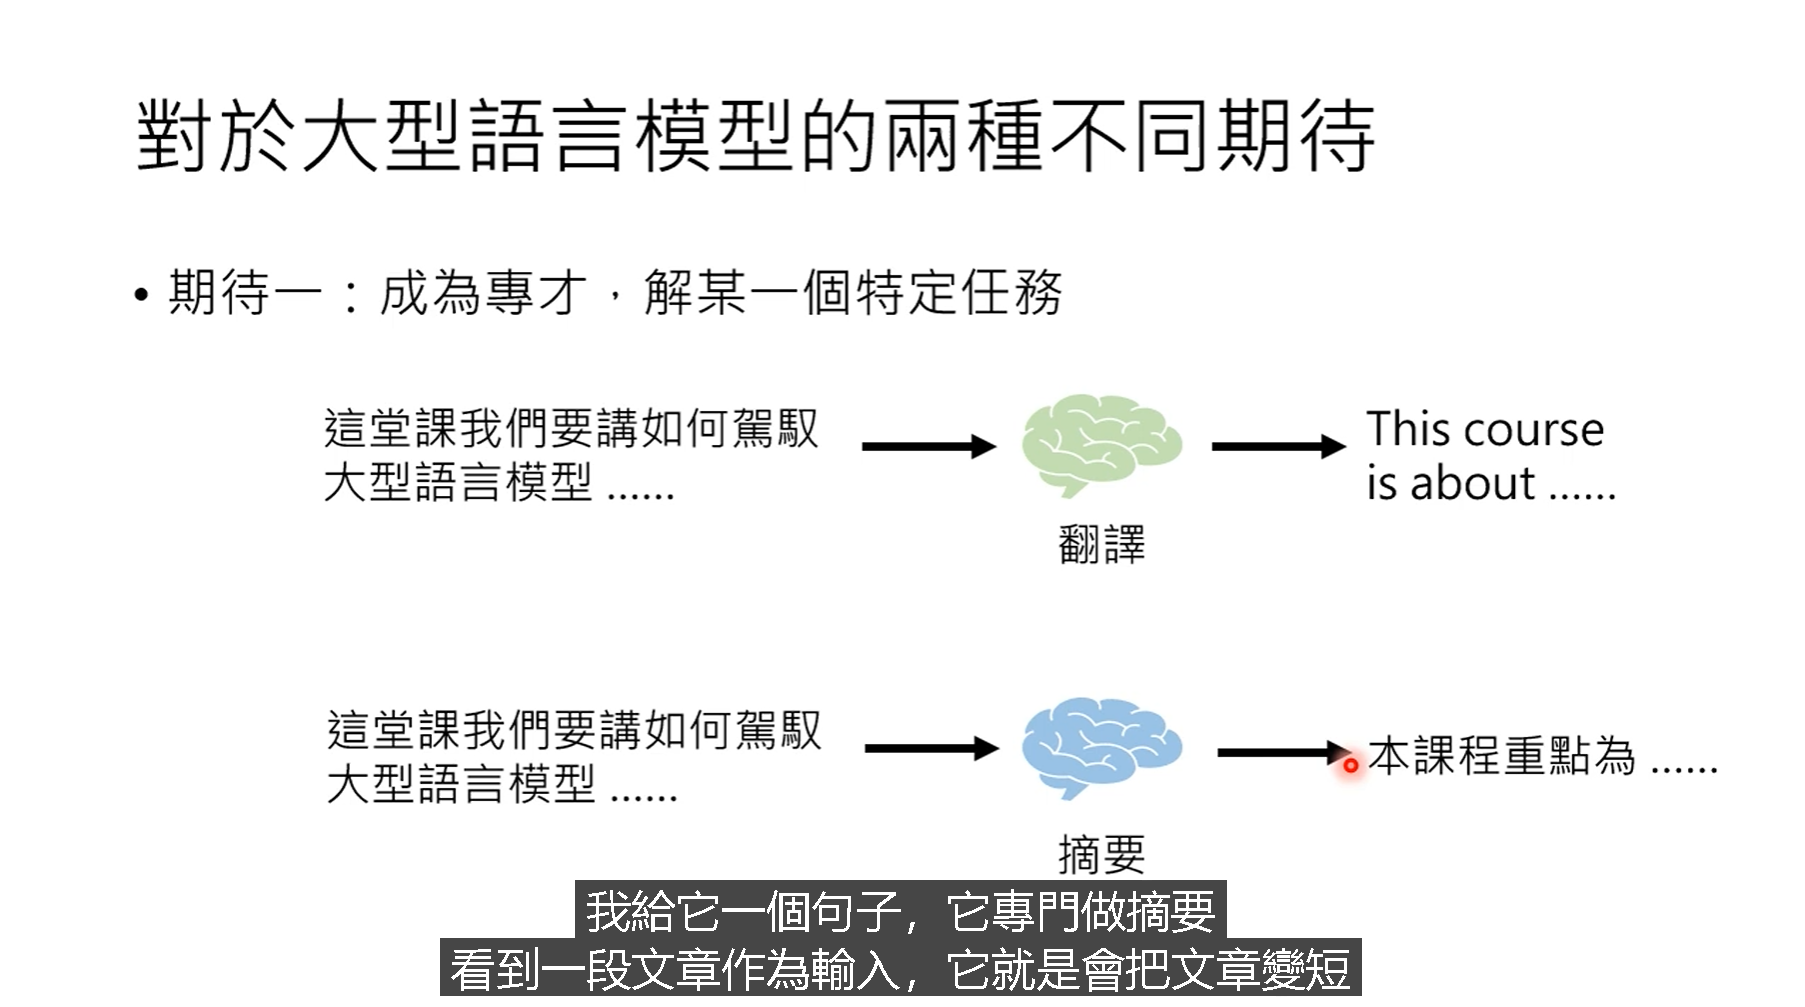 對於大型語言模型的兩種不同期待
• 期待一：成為專才，解某一個特定任務
這堂課我們要講如何駕馭
大型語言模型 ......
翻譯
This course
is about ......
這堂課我們要講如何駕馭
大型語言模型 ......
摘要
本課程重點為 ......
我給它一個句子，它專門做摘要
看到一段文章作為輸入，它就是會把文章變短